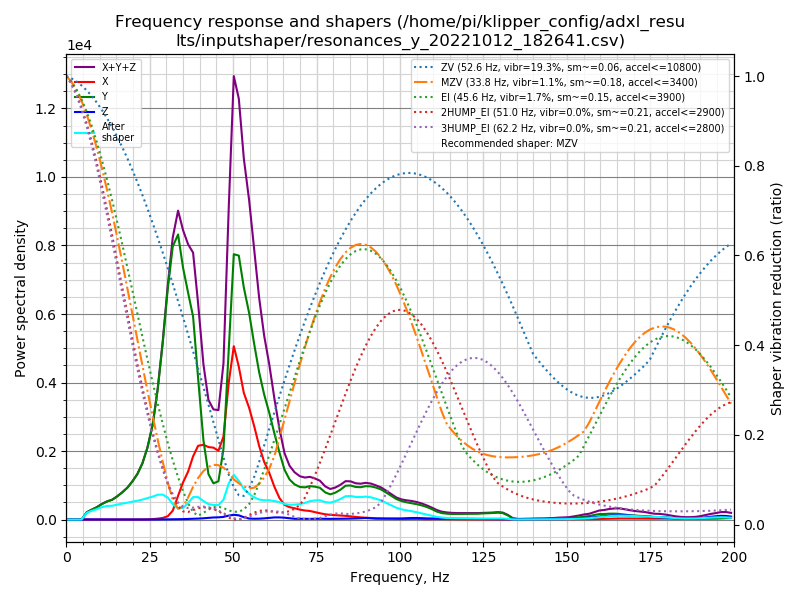 Frequency response and shapers (/home/pi/klipper_config/adxl_resu
lts/inputshaper/resonances_y_20221012_182641.csv)
1e4
X+Y+Z
X
Y
Z
After
shaper
ZV (52.6 Hz, vibr=19.3%, sm~=0.06, accel<=10800)
MZV (33.8 Hz, vibr=1.1%, sm~=0.18, accel<=3400)
EI (45.6 Hz, vibr=1.7%, sm~=0.15, accel<=3900)
2HUMP_EI (51.0 Hz, vibr=0.0%, sm~=0.21, accel<=2900)
3HUMP_EI (62.2 Hz, vibr=0.0%, sm~=0.21, accel<=2800)
Recommended shaper: MZV
Power spectral density
1.2
1.0
0.8
0.6
0.4
0.2
0.0
1.0
0.8
0.6
0.4
0.2
0.0
Shaper vibration reduction (ratio)
0 25 50 75 100 125 150 175 200
Frequency, Hz